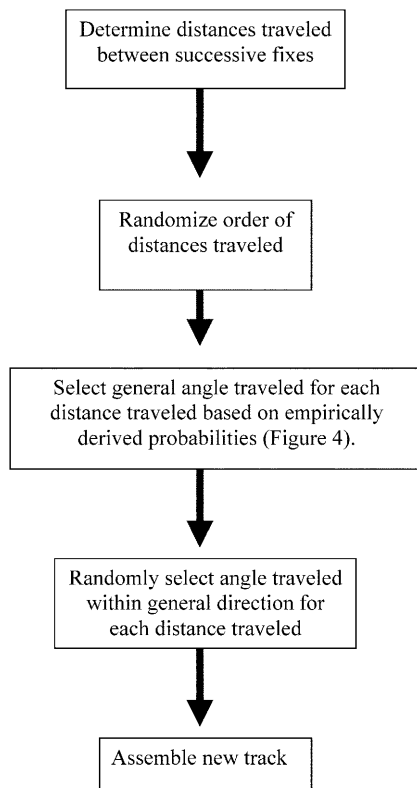 Determine distances traveled
between successive fixes
Randomize order of
distances traveled
Select general angle traveled for each
distance traveled based on empirically
derived probabilities (Figure 4).
Randomly select angle traveled
within general direction for
each distance traveled
Assemble new track